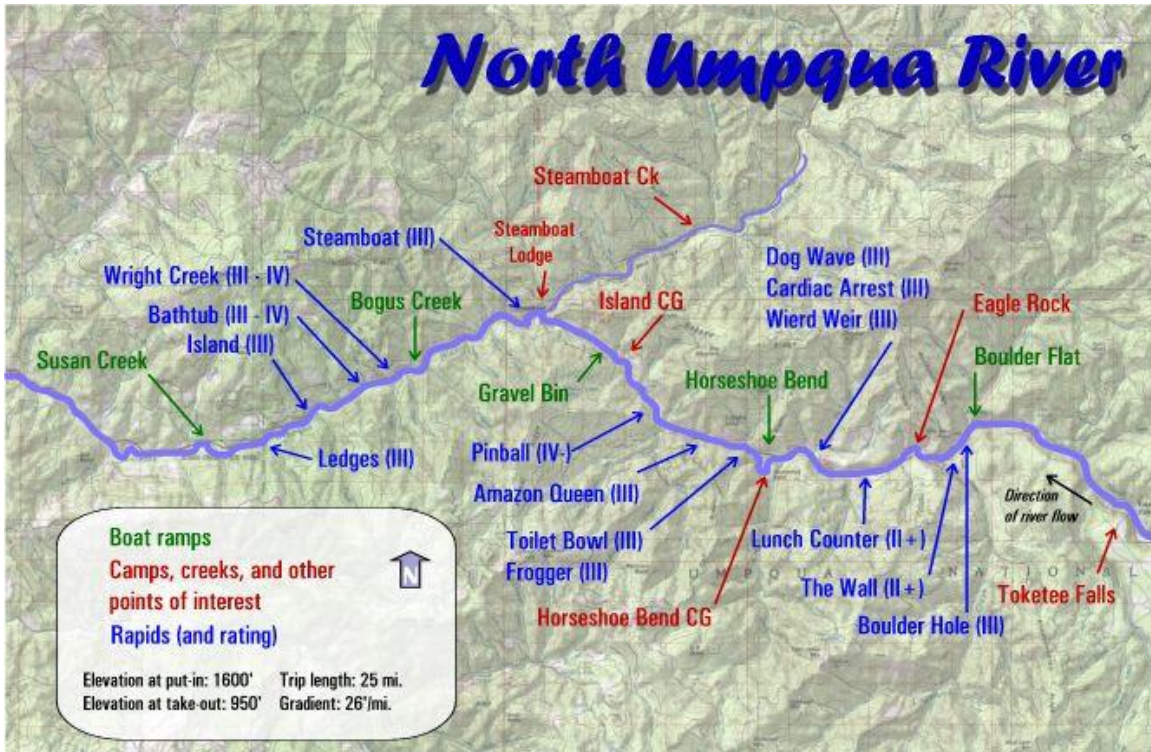 North Umpqua River
Steamboat Ck
Steamboat
Lodge
Steamboat (III)
Wright Creek (III - IV)
Bogus Creek
Bathtub (III - IV)
Island (III)
Susan Creek
Island CG
Dog Wave (III)
Cardiac Arrest (III)
Wierd Weir (III)
Eagle Rock
Boulder Flat
Gravel Bin
Horseshoe Bend
Ledges (III)
Pinball (IV-)
Amazon Queen (III)
Toilet Bowl (III)
Frogger (III)
Horseshoe Bend CG
Lunch Counter (II+)
The Wall (II+)
Boulder Hole (III)
Direction
of river flow
Toketee Falls
UMPQUA NATIONAL
Boat ramps
Camps, creeks, and other
points of interest
Rapids (and rating)
N
Elevation at put-in: 1600' Trip length: 25 mi.
Elevation at take-out: 950' Gradient: 26'/mi.